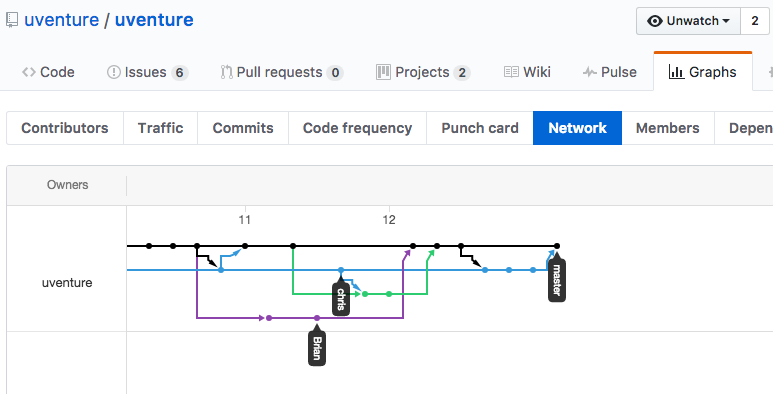 uventure / uventure
Unwatch 2
Code Issues 6 Pull requests 0 Projects 2 Wiki Pulse Graphs
Contributors Traffic Commits Code frequency Punch card Network Members Depen
Owners
11 12
uventure
master
chris
Brian